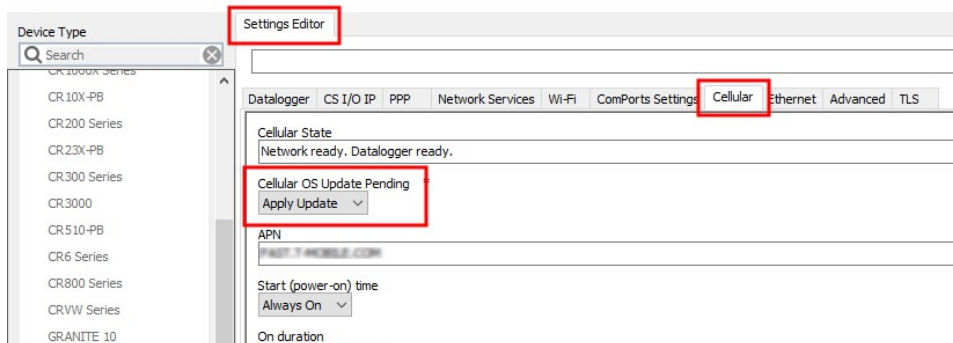 Device Type
Search
CR1000X Series
CR10X-PB
CR200 Series
CR23X-PB
CR300 Series
CR3000
CR510-PB
CR6 Series
CR800 Series
CRVW Series
GRANITE 10
Settings Editor
Datalogger CS I/O IP PPP Network Services Wi-Fi ComPorts Settings Cellular Ethernet Advanced TLS
Cellular State
Network ready. Datalogger ready.
Cellular OS Update Pending *
Apply Update
APN
Start (power-on) time
Always On
On duration